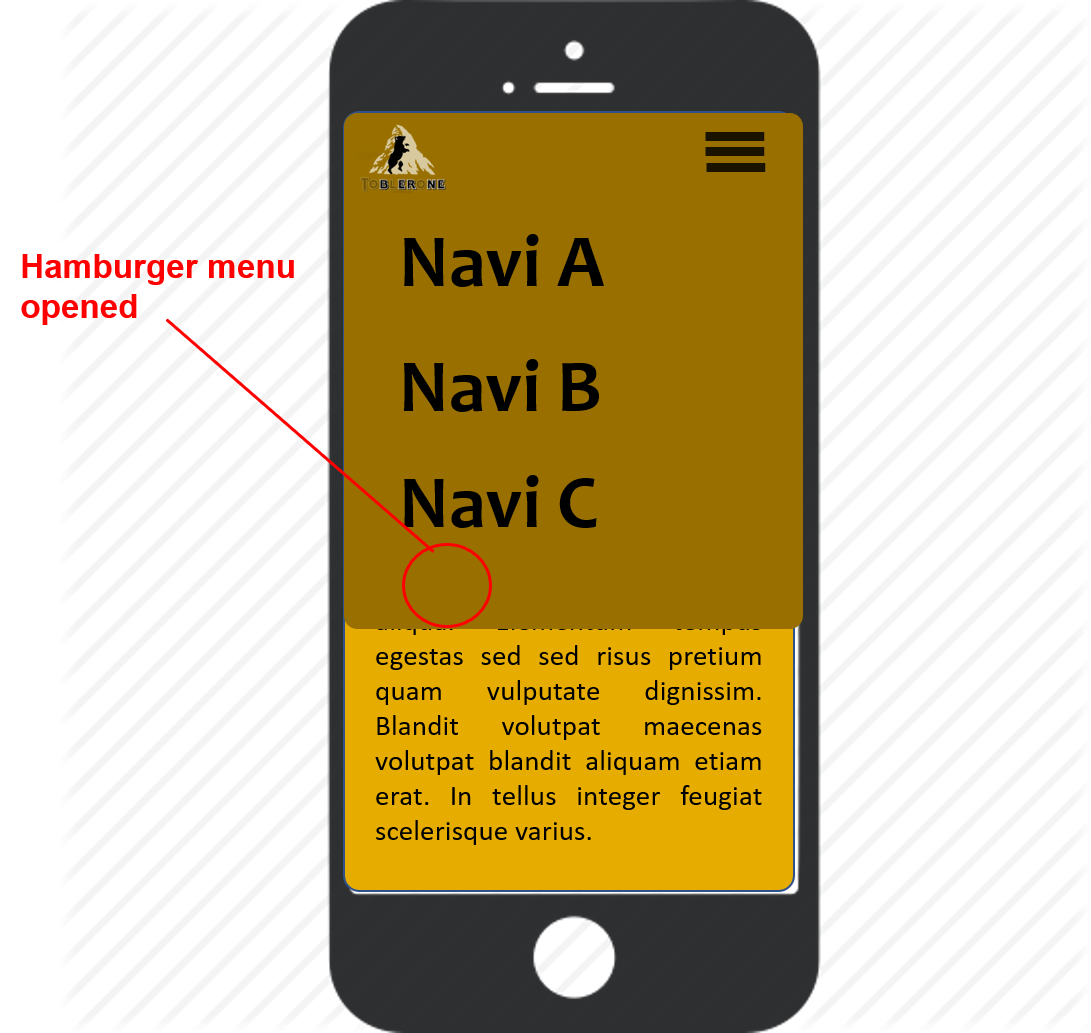 TOBLERONE
Navi A
Hamburger menu
opened
Navi B
Navi C
egestas sed sed risus pretium
quam vulputate dignissim.
Blandit volutpat maecenas
volutpat blandit aliquam etiam
erat. In tellus integer feugiat
scelerisque varius.